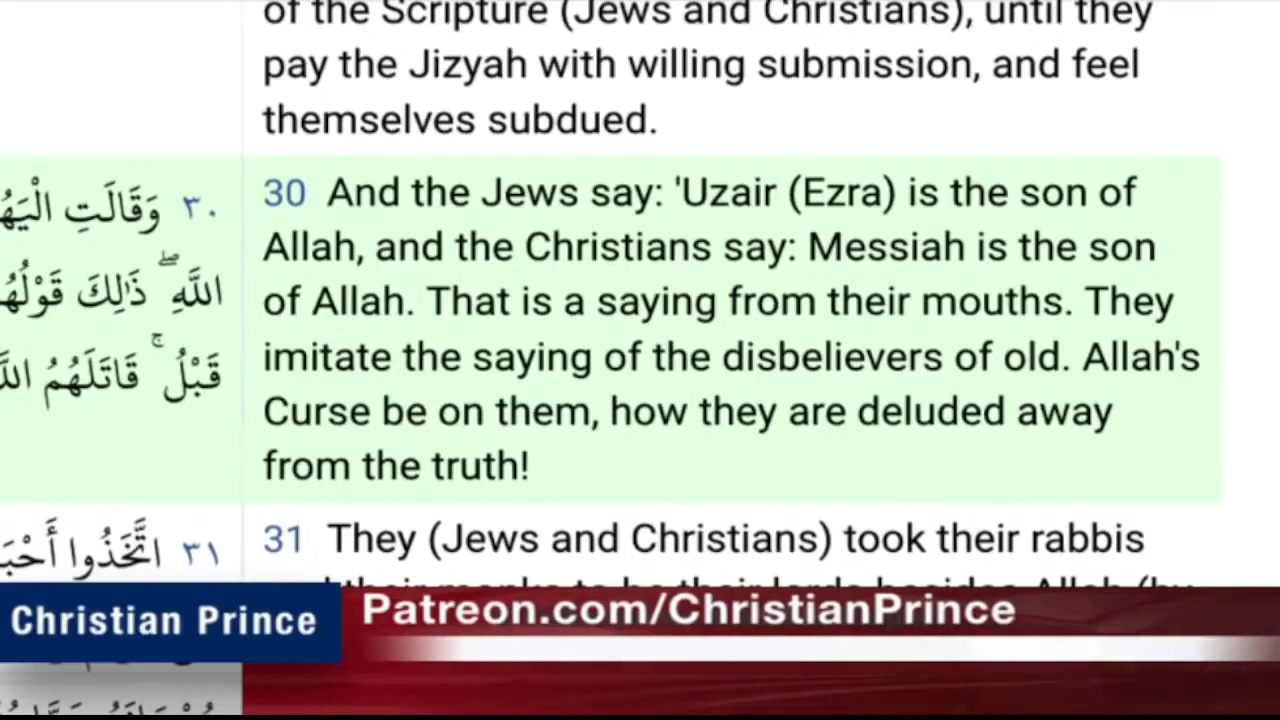 of the Scripture (Jews and Christians), until they
pay the Jizyah with willing submission, and feel
themselves subdued.
٣٠ وَقَالَتِ
30 And the Jews say: 'Uzair (Ezra) is the son of
اللَّهِ ۖ ذَٰلِكَ
Allah, and the Christians say: Messiah is the son
of Allah. That is a saying from their mouths. They
قَبْلُ ۚ قَاتَلَهُمُ
imitate the saying of the disbelievers of old. Allah's
Curse be on them, how they are deluded away
from the truth!
٣١ اتَّخَذُوا
31 They (Jews and Christians) took their rabbis
Christian Prince
Patreon.com/ChristianPrince